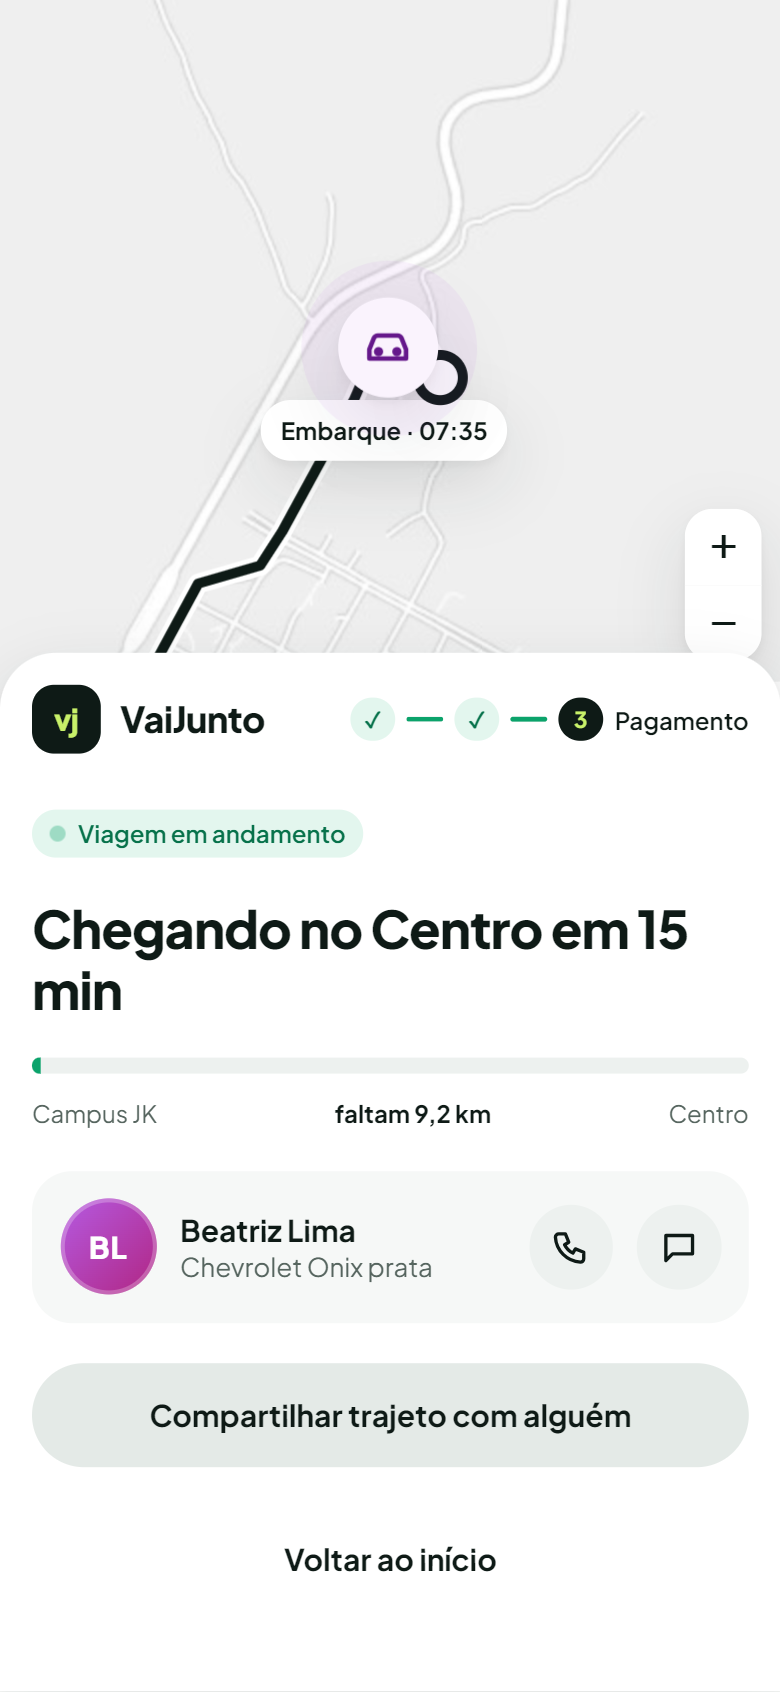 Embarque · 07:35
+
−
vj VaiJunto ✓ ✓ 3 Pagamento
Viagem em andamento
Chegando no Centro em 15
min
Campus JK faltam 9,2 km Centro
BL
Beatriz Lima
Chevrolet Onix prata
Compartilhar trajeto com alguém
Voltar ao início